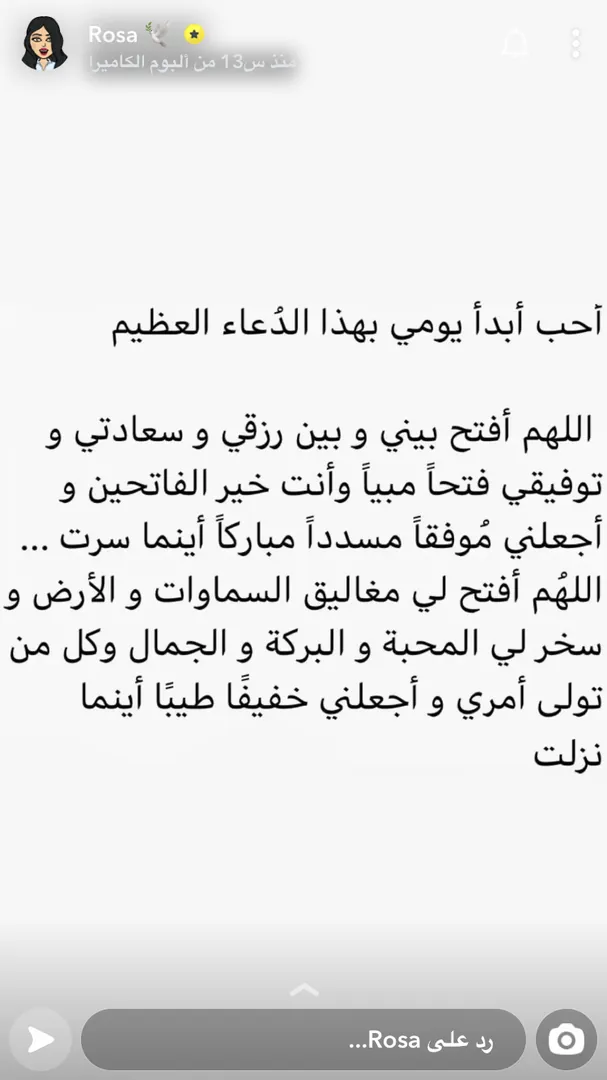 Rosa 🕊️
منذ س13 من ألبوم الكاميرا
أحب أبدأ يومي بهذا الدُعاء العظيم
اللهم أفتح بيني و بين رزقي و سعادتي و
توفيقي فتحاً مبياً وأنت خير الفاتحين و
أجعلني مُوفقاً مسدداً مباركاً أينما سرت ...
اللهُم أفتح لي مغاليق السماوات و الأرض و
سخر لي المحبة و البركة و الجمال وكل من
تولى أمري و أجعلني خفيفًا طيبًا أينما
نزلت
رد على Rosa...